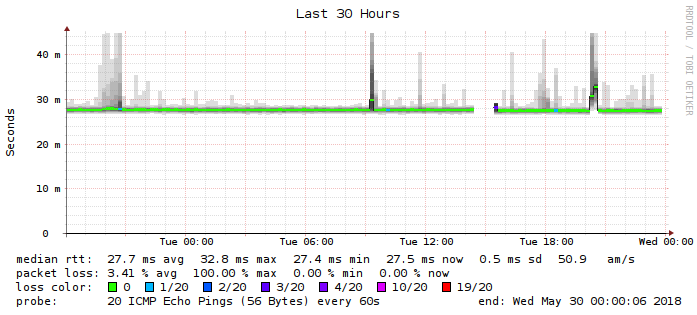 Last 30 Hours
RRDTOOL / TOBI OETIKER
Seconds
40 m
30 m
20 m
10 m
0
Tue 00:00 Tue 06:00 Tue 12:00 Tue 18:00 Wed 00:00
median rtt: 27.7 ms avg 32.8 ms max 27.4 ms min 27.5 ms now 0.5 ms sd 50.9 am/s
packet loss: 3.41 % avg 100.00 % max 0.00 % min 0.00 % now
loss color: 0 1/20 2/20 3/20 4/20 10/20 19/20
probe: 20 ICMP Echo Pings (56 Bytes) every 60s end: Wed May 30 00:00:06 2018